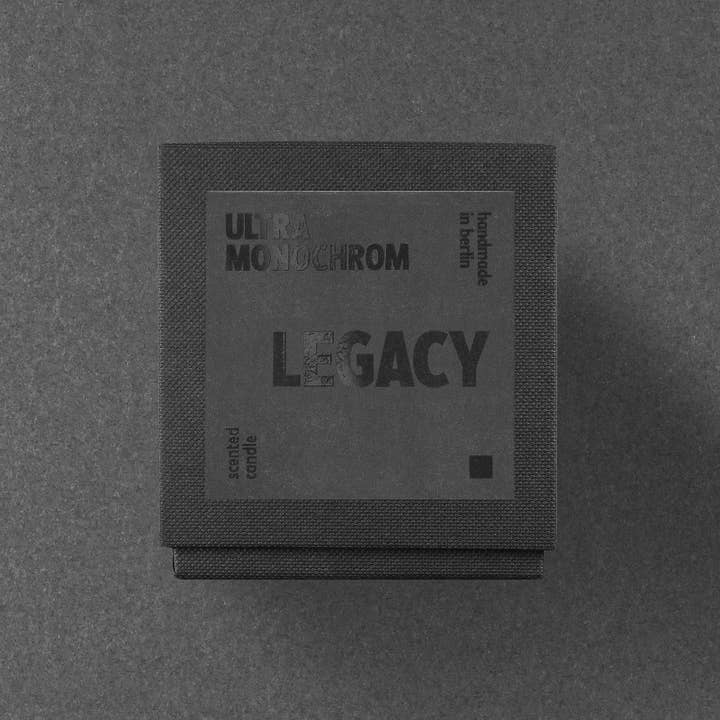 ULTRA
MONOCHROM
handmade
in berlin
LEGACY
scented
candle